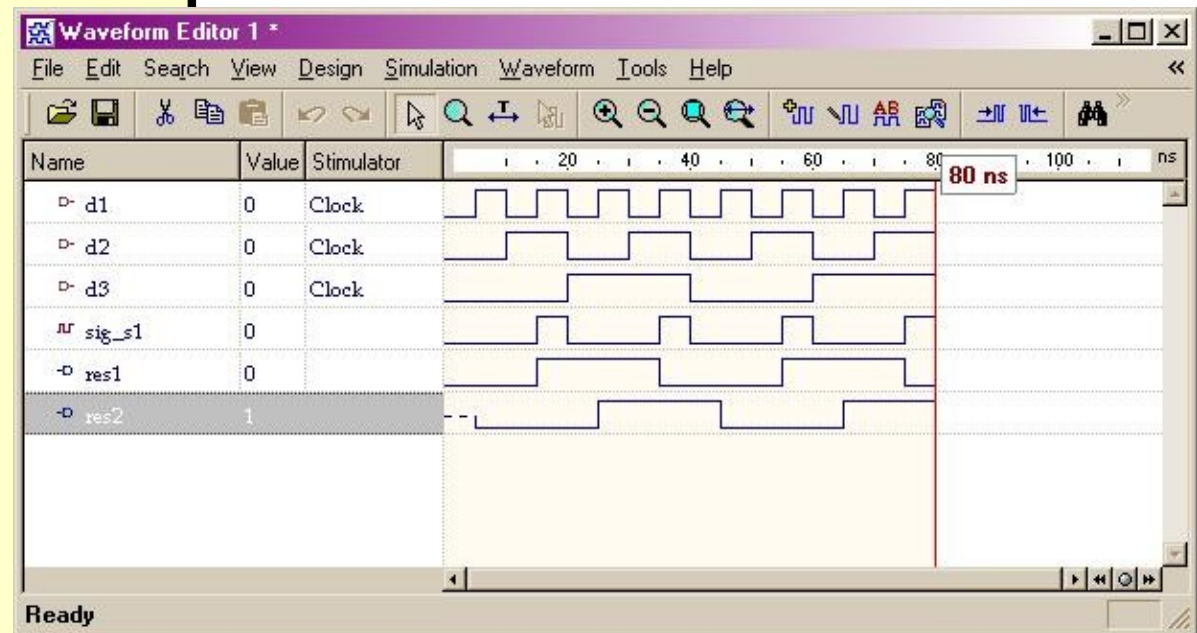 Waveform Editor 1 *
File Edit Search View Design Simulation Waveform Tools Help
Name Value Stimulator 20 40 60 80 100 ns
80 ns
d1 0 Clock
d2 0 Clock
d3 0 Clock
sig_s1 0
res1 0
res2 1
Ready